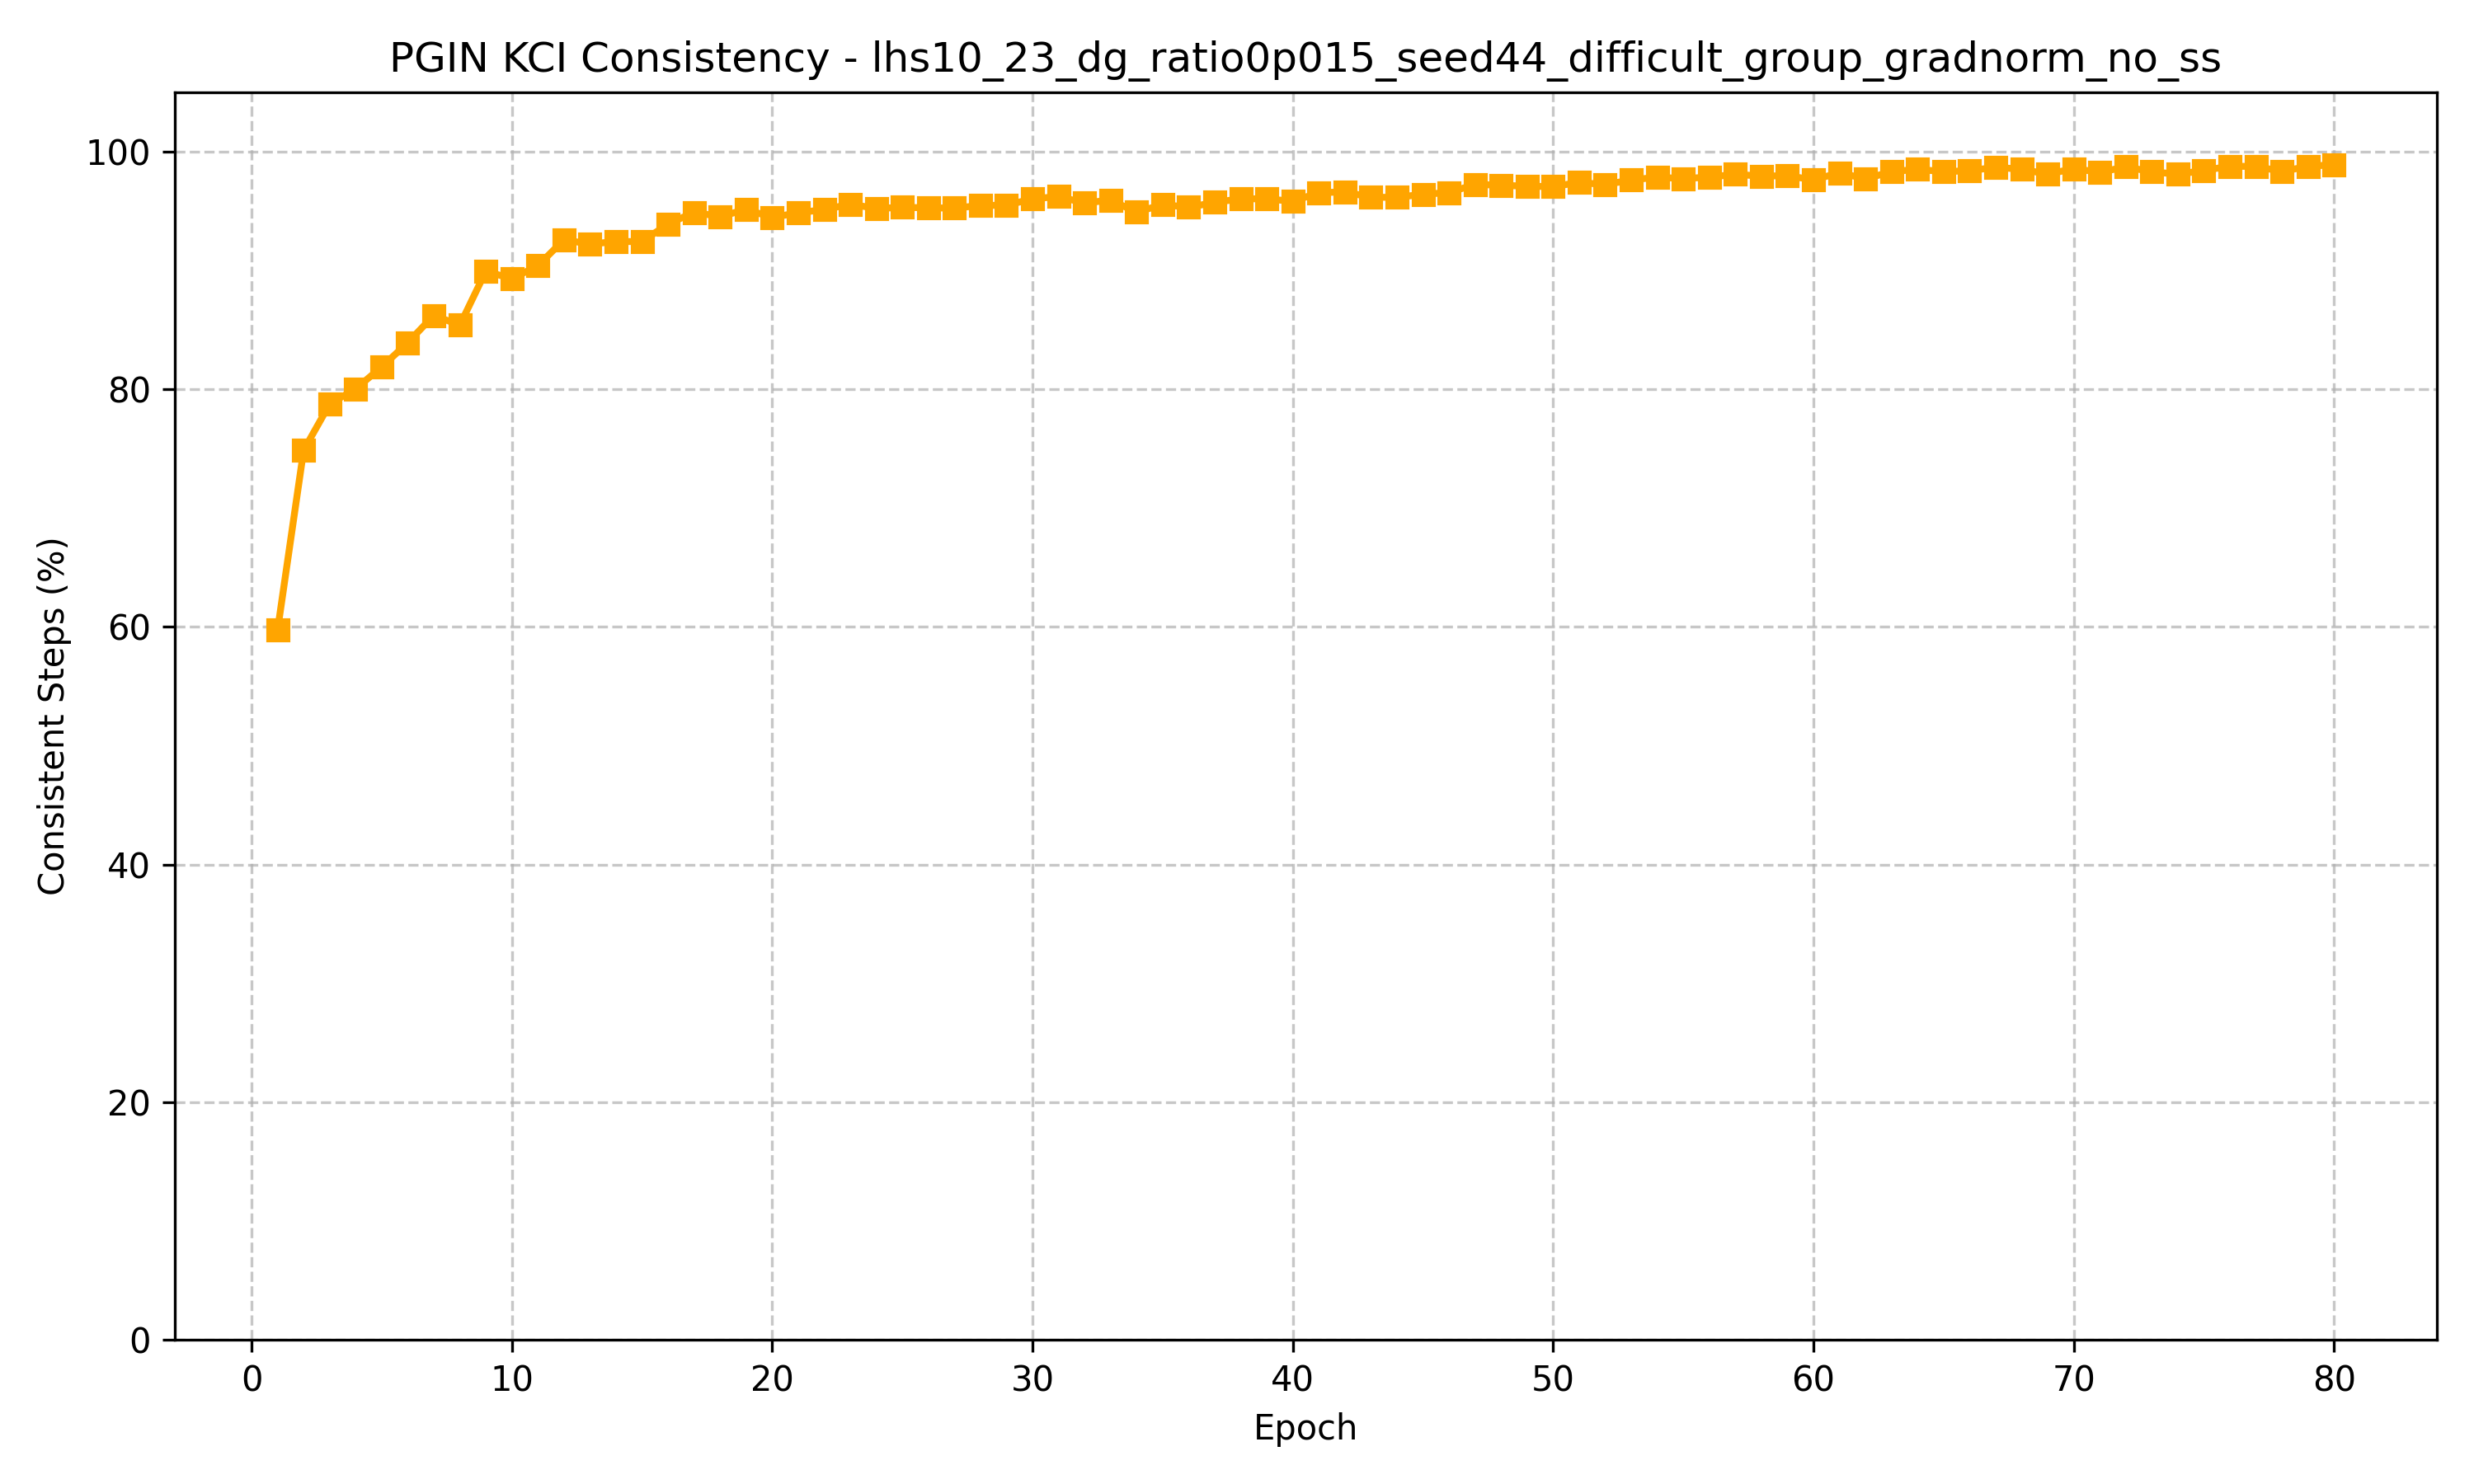 PGIN KCI Consistency - lhs10_23_dg_ratio0p015_seed44_difficult_group_gradnorm_no_ss
Consistent Steps (%)
100
80
60
40
20
0
0 10 20 30 40 50 60 70 80
Epoch